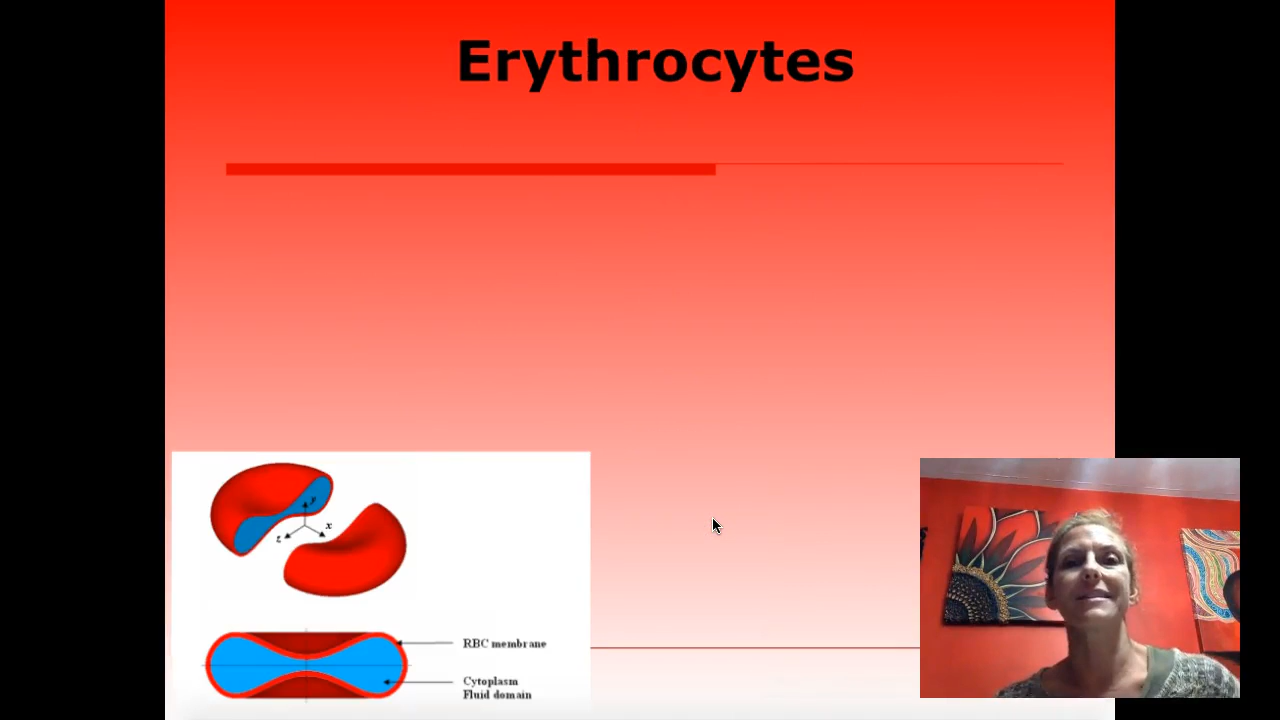 Erythrocytes
y
x
z
RBC membrane
Cytoplasm
Fluid domain